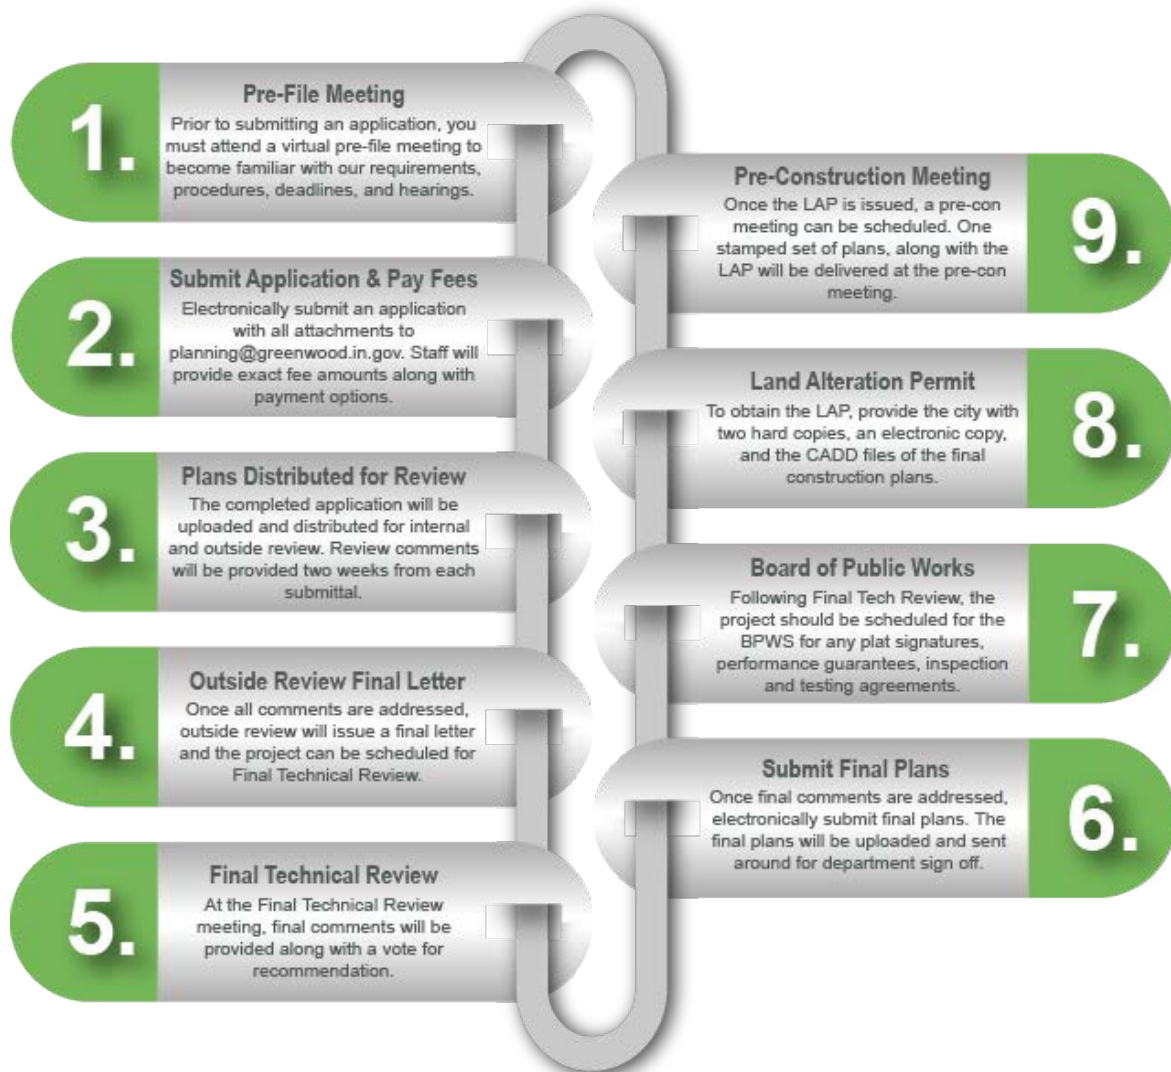 1.
Pre-File Meeting
Prior to submitting an application, you
must attend a virtual pre-file meeting to
become familiar with our requirements,
procedures, deadlines, and hearings.
2.
Submit Application & Pay Fees
Electronically submit an application
with all attachments to
planning@greenwood.in.gov. Staff will
provide exact fee amounts along with
payment options.
3.
Plans Distributed for Review
The completed application will be
uploaded and distributed for internal
and outside review. Review comments
will be provided two weeks from each
submittal.
4.
Outside Review Final Letter
Once all comments are addressed,
outside review will issue a final letter
and the project can be scheduled for
Final Technical Review.
5.
Final Technical Review
At the Final Technical Review
meeting, final comments will be
provided along with a vote for
recommendation.
6.
Submit Final Plans
Once final comments are addressed,
electronically submit final plans. The
final plans will be uploaded and sent
around for department sign off.
7.
Board of Public Works
Following Final Tech Review, the
project should be scheduled for the
BPWS for any plat signatures,
performance guarantees, inspection
and testing agreements.
8.
Land Alteration Permit
To obtain the LAP, provide the city with
two hard copies, an electronic copy,
and the CADD files of the final
construction plans.
9.
Pre-Construction Meeting
Once the LAP is issued, a pre-con
meeting can be scheduled. One
stamped set of plans, along with the
LAP will be delivered at the pre-con
meeting.